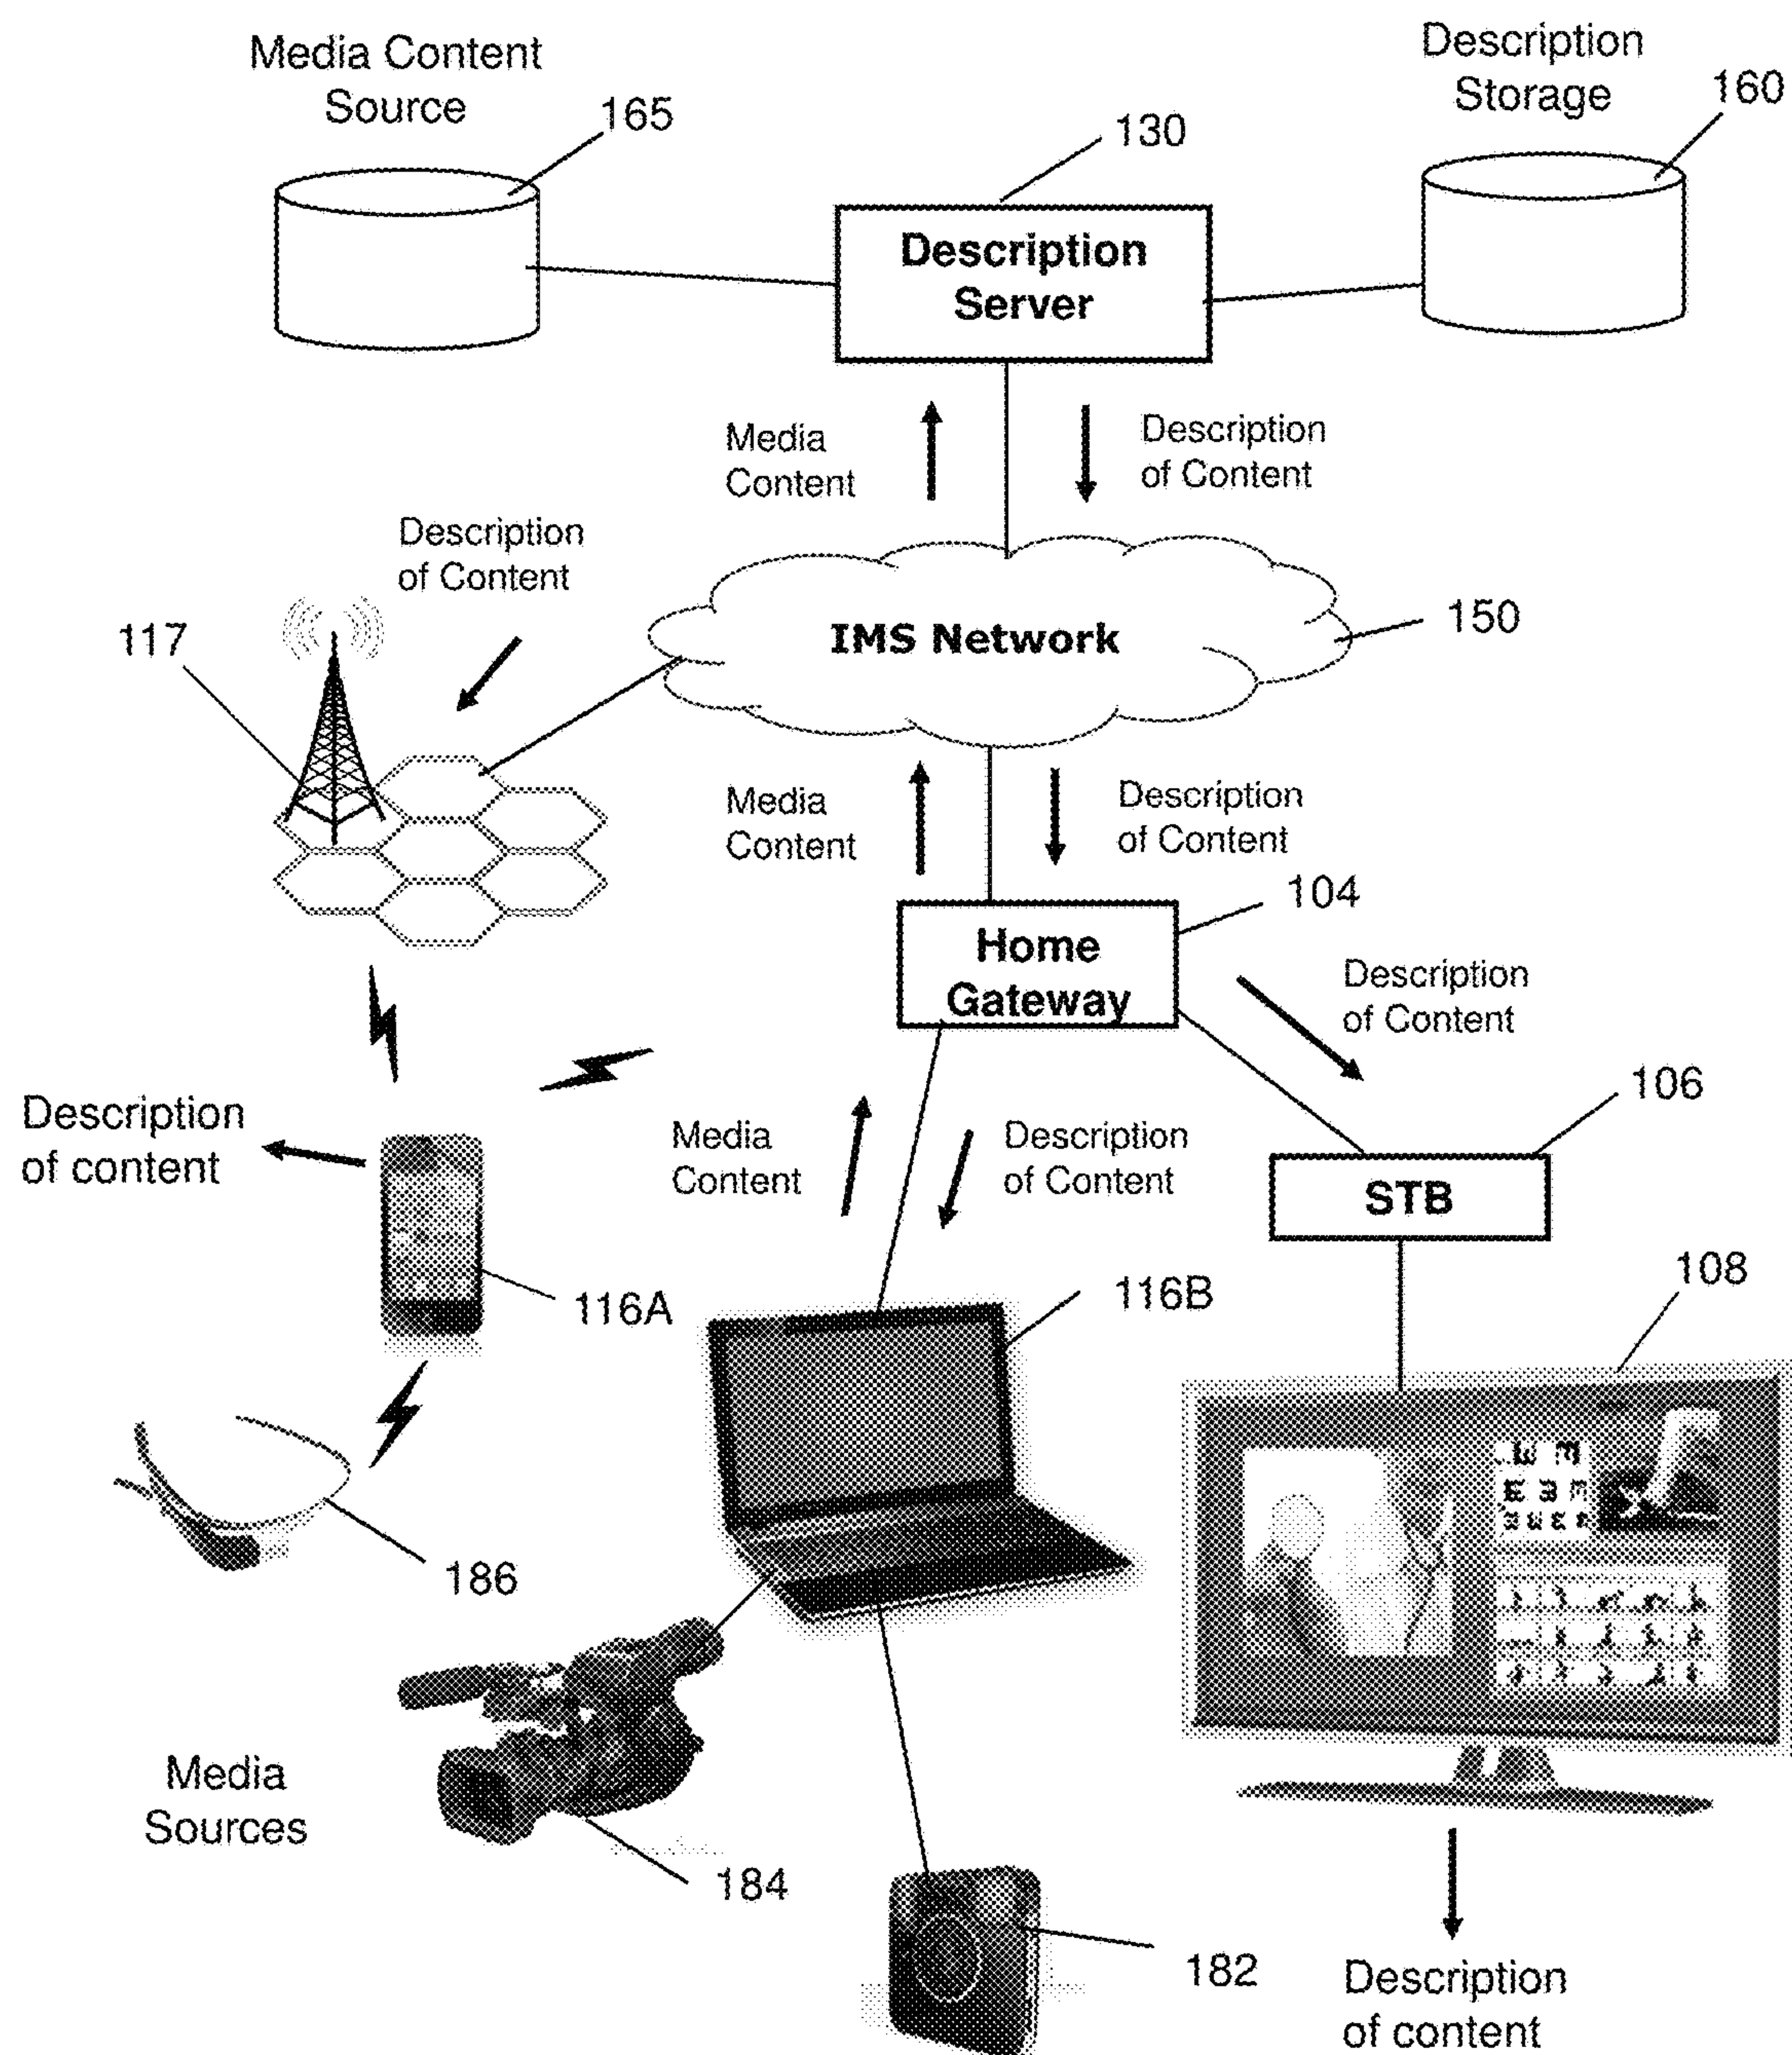 Media Content
Source
165
130
Description
Storage
160
Description
Server
Media
Content
Description
of Content
Description
of Content
117
IMS Network
150
Media
Content
Description
of Content
104
Home
Gateway
Description
of Content
106
Description
of content
Media
Content
Description
of Content
STB
116A
116B
108
186
Media
Sources
184
182
Description
of content